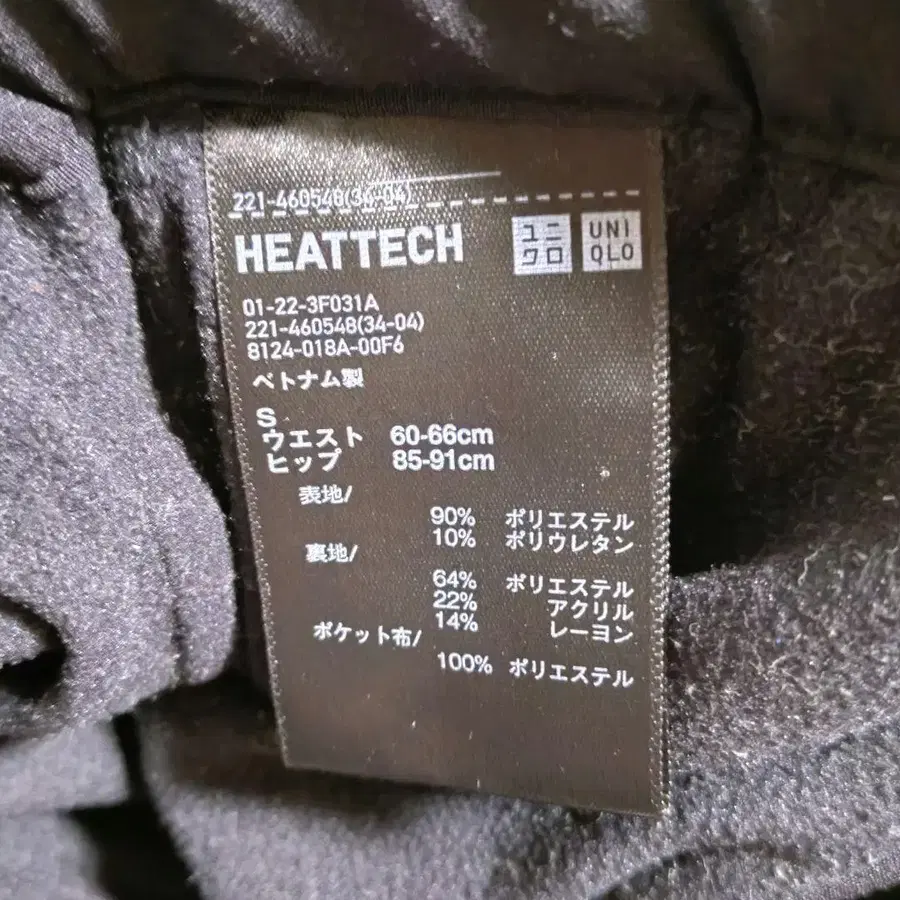 221-460548(34-04)
HEATTECH
ユニ
クロ
UNI
QLO
01-22-3F031A
221-460548(34-04)
8124-018A-00F6
ベトナム製
S
ウエスト 60-66cm
ヒップ 85-91cm
表地/
90% ポリエステル
10% ポリウレタン
裏地/
64% ポリエステル
22% アクリル
14% レーヨン
ポケット布/
100% ポリエステル